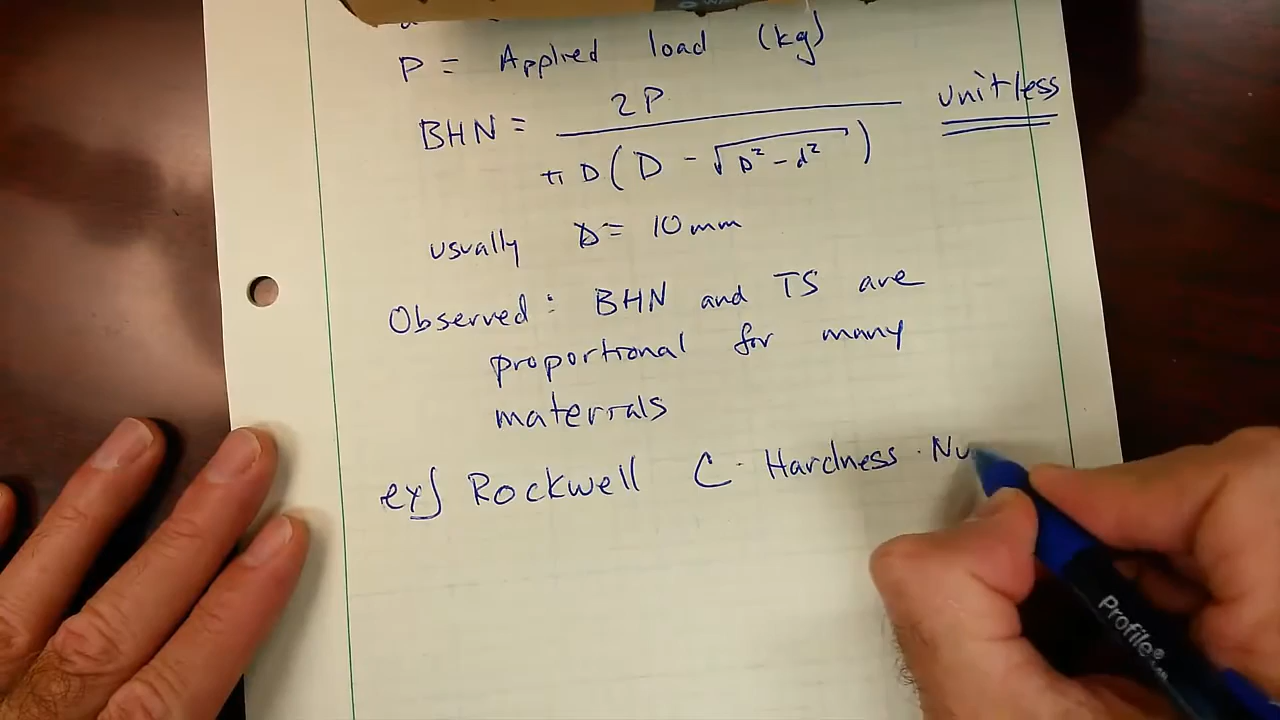 P = Applied load (kg)
BHN = 2P / π D ( D - √D² - d² ) unitless
usually D = 10 mm
Observed : BHN and TS are
proportional for many
materials
ex) Rockwell C - Hardness - Nu
Profile®